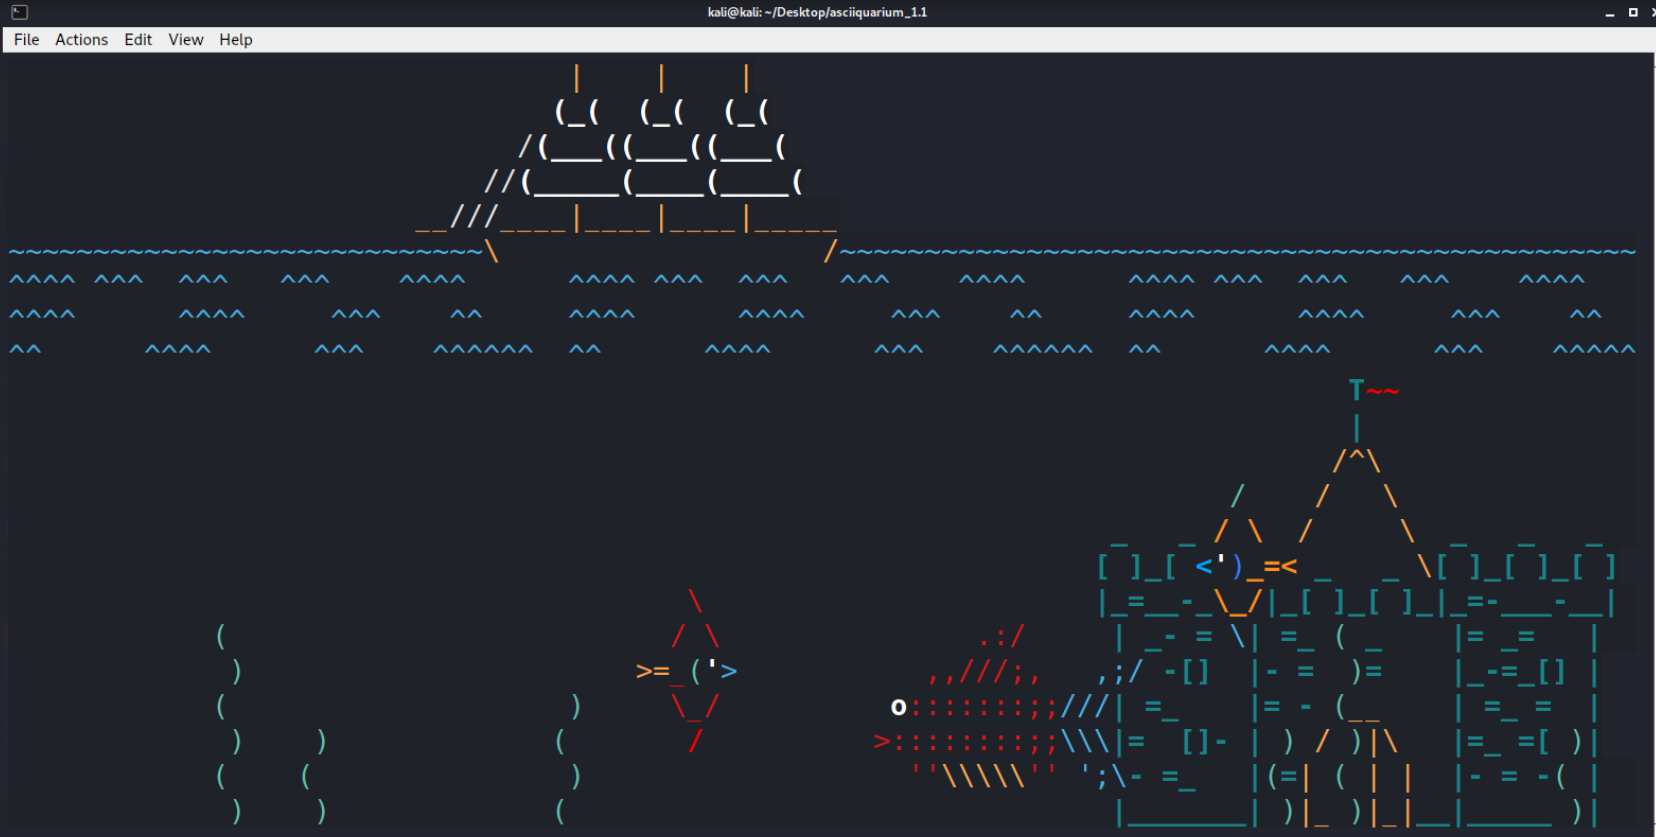 kali@kali: ~/Desktop/asciiquarium_1.1
File Actions Edit View Help